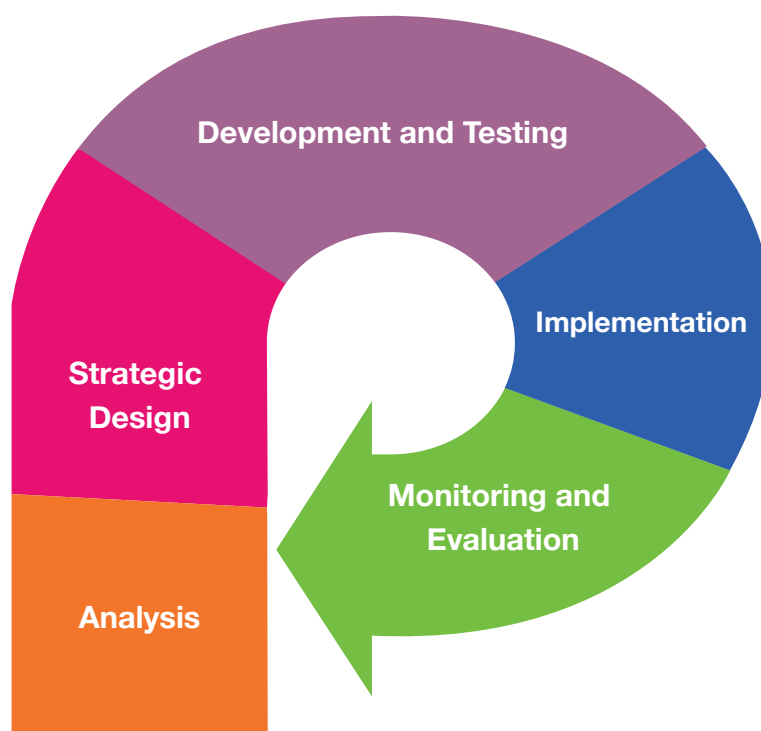 Development and Testing
Implementation
Strategic
Design
Monitoring and
Evaluation
Analysis